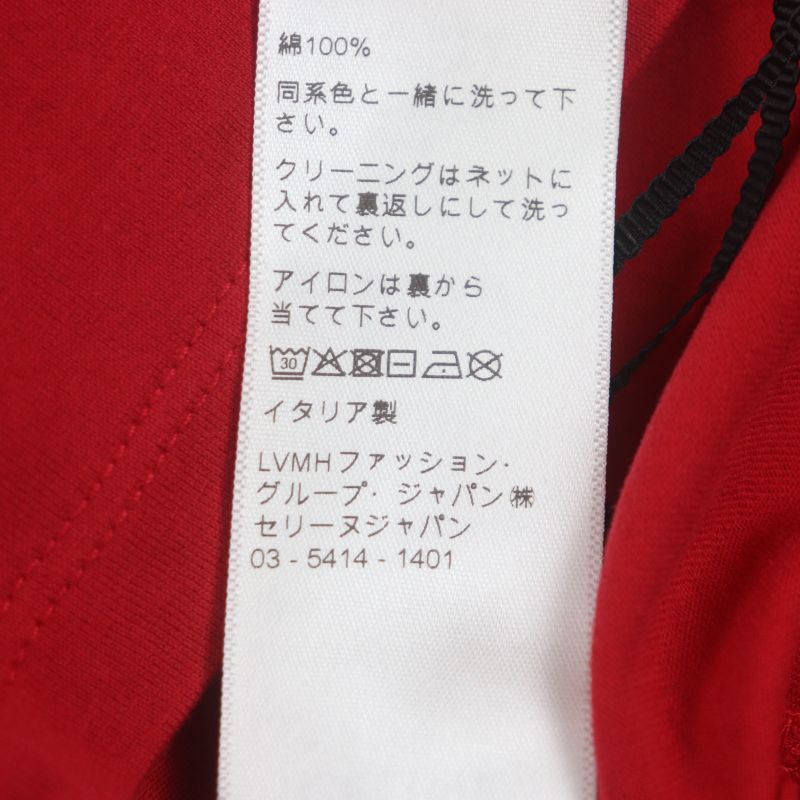 綿100%
同系色と一緒に洗って下
さい。
クリーニングはネットに
入れて裏返しにして洗っ
てください。
アイロンは裏から
当てて下さい。
30
イタリア製
LVMHファッション・
グループ・ジャパン㈱
セリーヌジャパン
03 - 5414 - 1401